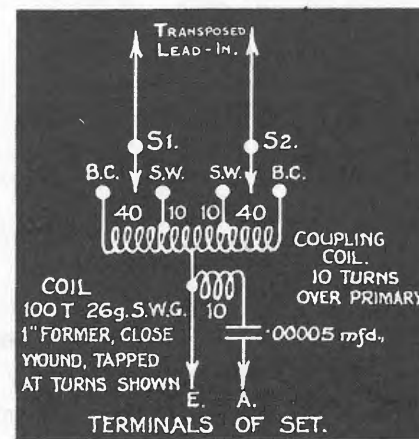 TRANSPOSED
LEAD-IN.
S1. S2.
B.C. S.W. S.W. B.C.
40 10 10 40
COUPLING
COIL.
10 TURNS
OVER PRIMARY
COIL
100 T 26g. S.W.G.
1" FORMER, CLOSE
WOUND, TAPPED
AT TURNS SHOWN
10
.00005 mfd.,
E. A.
TERMINALS OF SET.